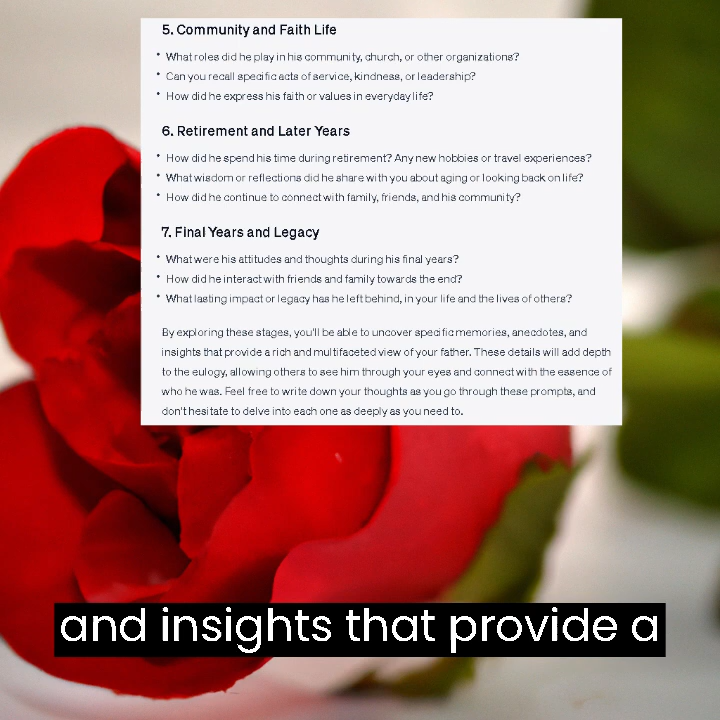 5. Community and Faith Life
• What roles did he play in his community, church, or other organizations?
• Can you recall specific acts of service, kindness, or leadership?
• How did he express his faith or values in everyday life?
6. Retirement and Later Years
• How did he spend his time during retirement? Any new hobbies or travel experiences?
• What wisdom or reflections did he share with you about aging or looking back on life?
• How did he continue to connect with family, friends, and his community?
7. Final Years and Legacy
• What were his attitudes and thoughts during his final years?
• How did he interact with friends and family towards the end?
• What lasting impact or legacy has he left behind, in your life and the lives of others?
By exploring these stages, you'll be able to uncover specific memories, anecdotes, and
insights that provide a rich and multifaceted view of your father. These details will add depth
to the eulogy, allowing others to see him through your eyes and connect with the essence of
who he was. Feel free to write down your thoughts as you go through these prompts, and
don't hesitate to delve into each one as deeply as you need to.
and insights that provide a